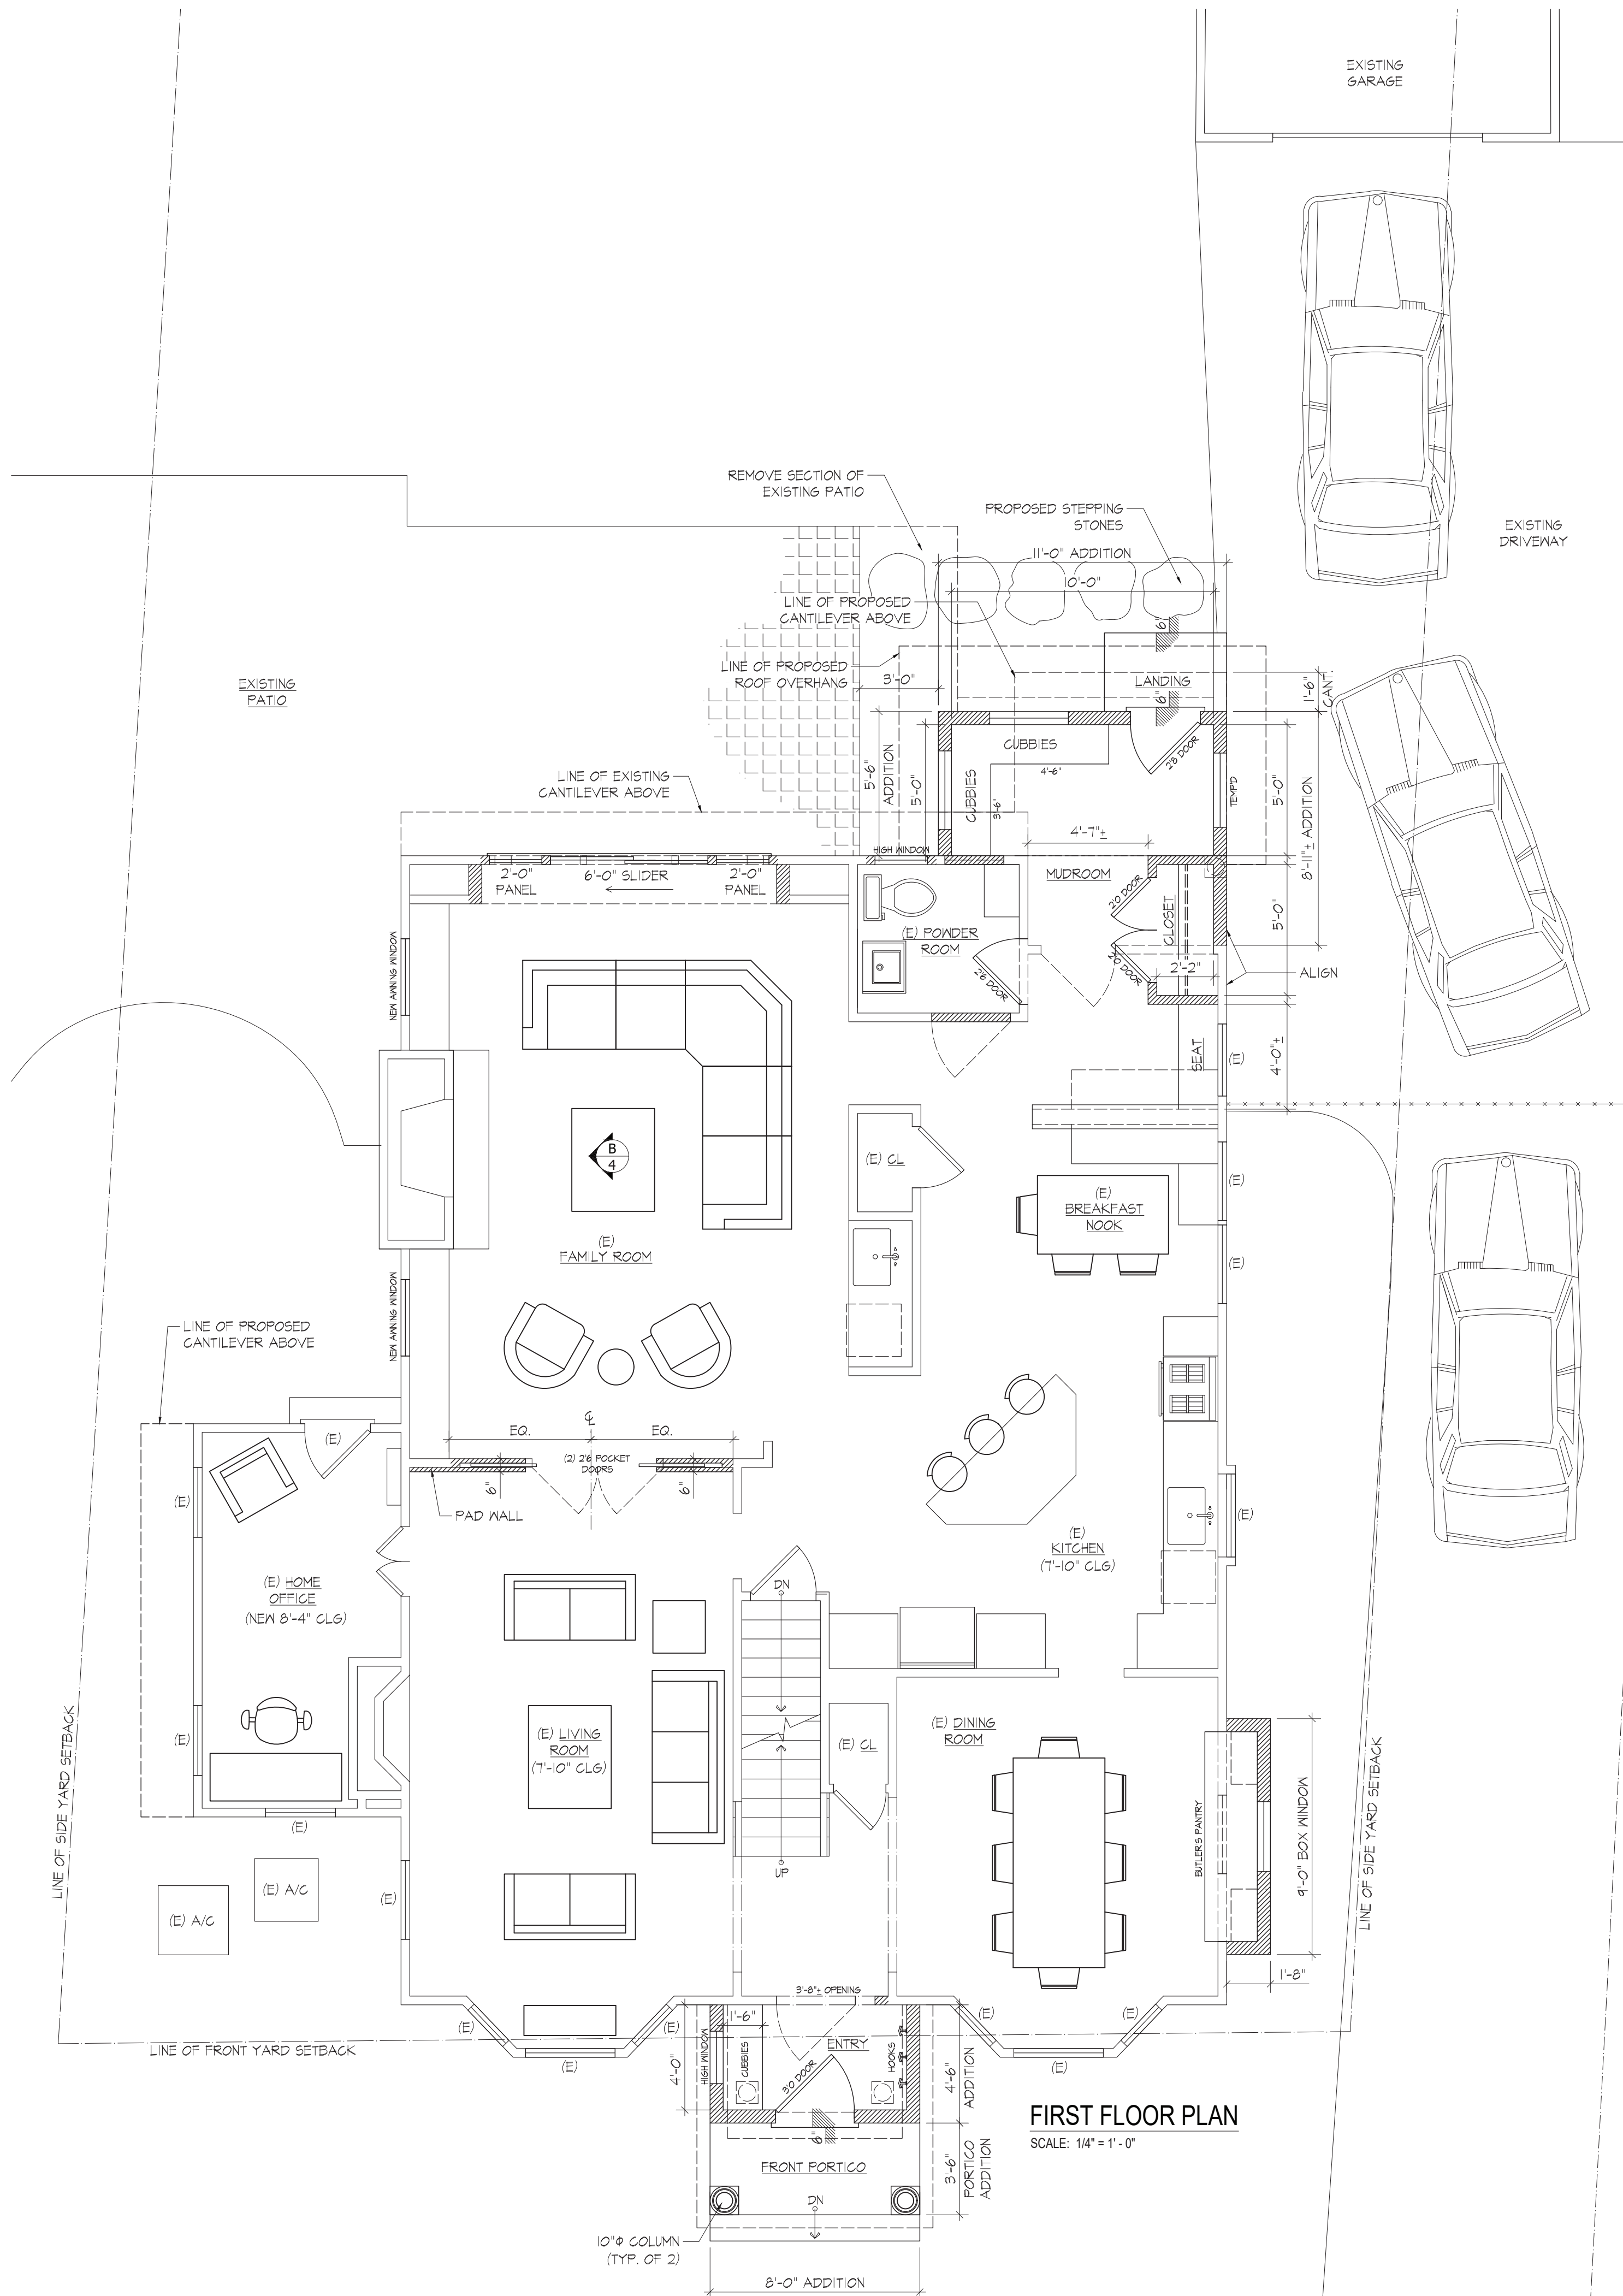 EXISTING
GARAGE
REMOVE SECTION OF
EXISTING PATIO
PROPOSED STEPPING
STONES
EXISTING
DRIVEWAY
11'-0" ADDITION
10'-0"
LINE OF PROPOSED
CANTILEVER ABOVE
6"
LINE OF PROPOSED
ROOF OVERHANG
3'-0"
LANDING
6"
1'-6"
CANT.
EXISTING
PATIO
CUBBIES
4'-6"
2'8 DOOR
CUBBIES
3'-6"
5'-6"
ADDITION
5'-0"
TEMP'D
5'-0"
8'-11"± ADDITION
LINE OF EXISTING
CANTILEVER ABOVE
4'-7"±
HIGH WINDOW
2'-0"
PANEL
6'-0" SLIDER
2'-0"
PANEL
MUDROOM
2'0 DOOR
CLOSET
5'-0"
(E) POWDER
ROOM
2'6 DOOR
2'0 DOOR
2'-2"
ALIGN
NEW AWNING WINDOW
SEAT
(E)
4'-0"±
B
4
(E) CL
(E)
BREAKFAST
NOOK
(E)
(E)
FAMILY ROOM
(E)
NEW AWNING WINDOW
LINE OF PROPOSED
CANTILEVER ABOVE
EQ.
CL
EQ.
(E)
(2) 2'6 POCKET
DOORS
6"
6"
(E)
PAD WALL
(E)
(E)
KITCHEN
(7'-10" CLG)
(E) HOME
OFFICE
(NEW 8'-4" CLG)
DN
(E)
(E) LIVING
ROOM
(7'-10" CLG)
(E) CL
(E) DINING
ROOM
LINE OF SIDE YARD SETBACK
LINE OF SIDE YARD SETBACK
BUTLER'S PANTRY
9'-0" BOX WINDOW
(E)
(E) A/C
(E) A/C
(E)
UP
1'-8"
3'-8"± OPENING
(E)
(E)
(E)
(E)
1'-6"
ENTRY
LINE OF FRONT YARD SETBACK
(E)
(E)
4'-0"
HIGH WINDOW
CUBBIES
3'0 DOOR
HOOKS
4'-6"
ADDITION
6"
FIRST FLOOR PLAN
SCALE: 1/4" = 1' - 0"
FRONT PORTICO
3'-6"
PORTICO
ADDITION
DN
10"Φ COLUMN
(TYP. OF 2)
8'-0" ADDITION